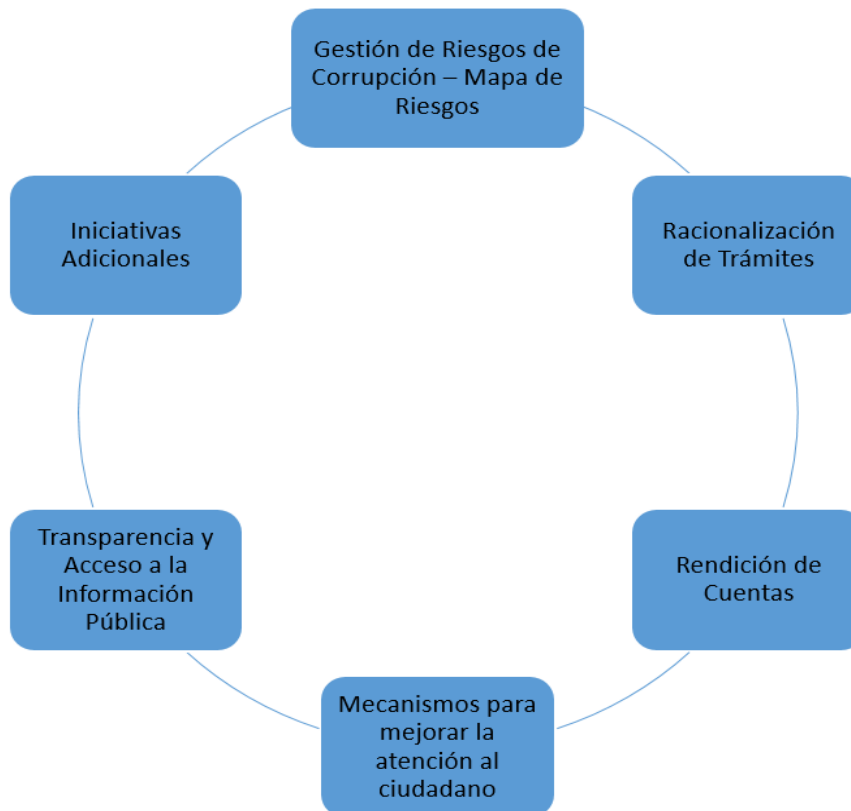 Gestión de Riesgos de
Corrupción – Mapa de
Riesgos
Racionalización
de Trámites
Rendición de
Cuentas
Mecanismos para
mejorar la
atención al
ciudadano
Transparencia y
Acceso a la
Información
Pública
Iniciativas
Adicionales